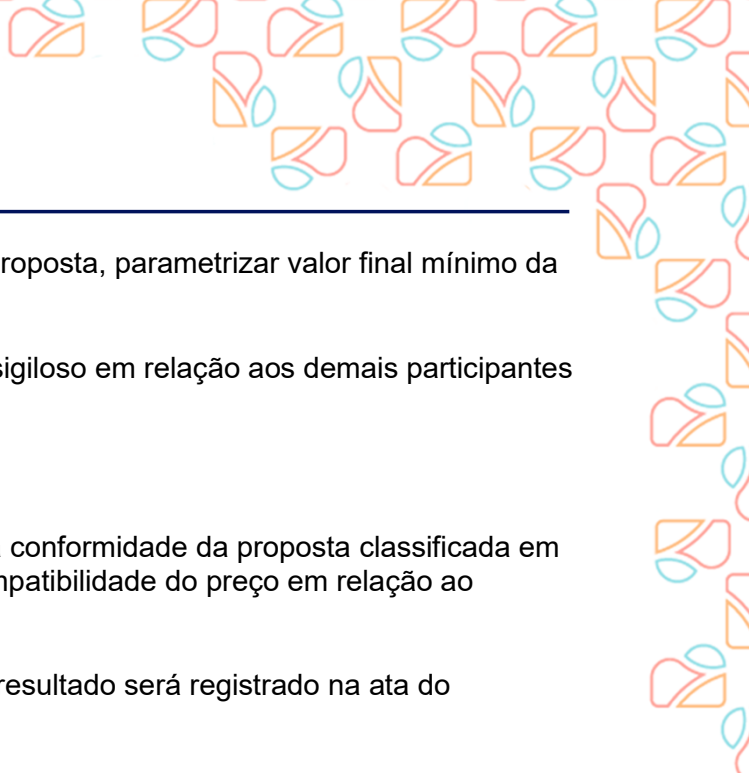 roposta, parametrizar valor final mínimo da
sigiloso em relação aos demais participantes
conformidade da proposta classificada em
mpatibilidade do preço em relação ao
resultado será registrado na ata do